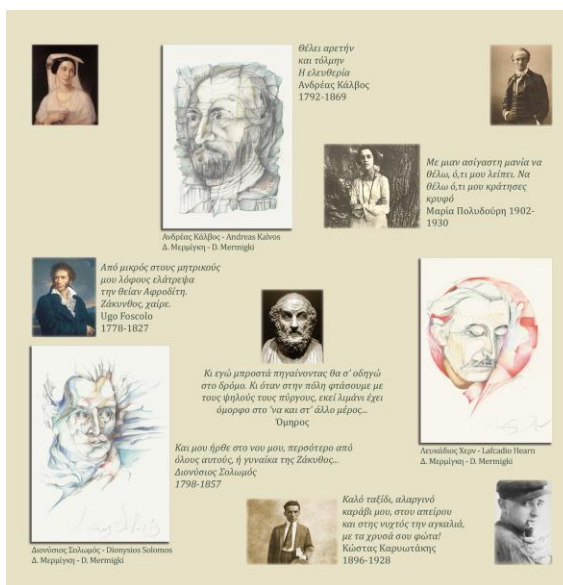 Θέλει αρετήν
και τόλμην
Η ελευθερία
Ανδρέας Κάλβος
1792-1869
Με μιαν ασίγαστη μανία να
θέλω, ό,τι μου λείπει. Να
θέλω ό,τι μου κράτησες
κρυφό
Μαρία Πολυδούρη 1902-
1930
Ανδρέας Κάλβος - Andreas Kalvos
Δ. Μερμίγκη - D. Mermigki
Από μικρός στους μητρικούς
μου λόφους ελάτρεψα
την θείαν Αφροδίτη.
Ζάκυνθος, χαίρε.
Ugo Foscolo
1778-1827
Κι εγώ μπροστά πηγαίνοντας θα σ' οδηγώ
στο δρόμο. Κι όταν στην πόλη φτάσουμε με
τους ψηλούς τους πύργους, εκεί λιμάνι έχει
όμορφο στο 'να και στ' άλλο μέρος...
Όμηρος
Λευκάδιος Χερν - Lafcadio Hearn
Δ. Μερμίγκη - D. Mermigki
Και μου ήρθε στο νου μου, περσότερο από
όλους αυτούς, ή γυναίκα της Ζάκυθος...
Διονύσιος Σολωμός
1798-1857
Διονύσιος Σολωμός - Dionysios Solomos
Δ. Μερμίγκη - D. Mermigki
Καλό ταξίδι, αλαργινό
καράβι μου, στου απείρου
και στης νυχτός την αγκαλιά,
με τα χρυσά σου φώτα!
Κώστας Καρυωτάκης
1896-1928